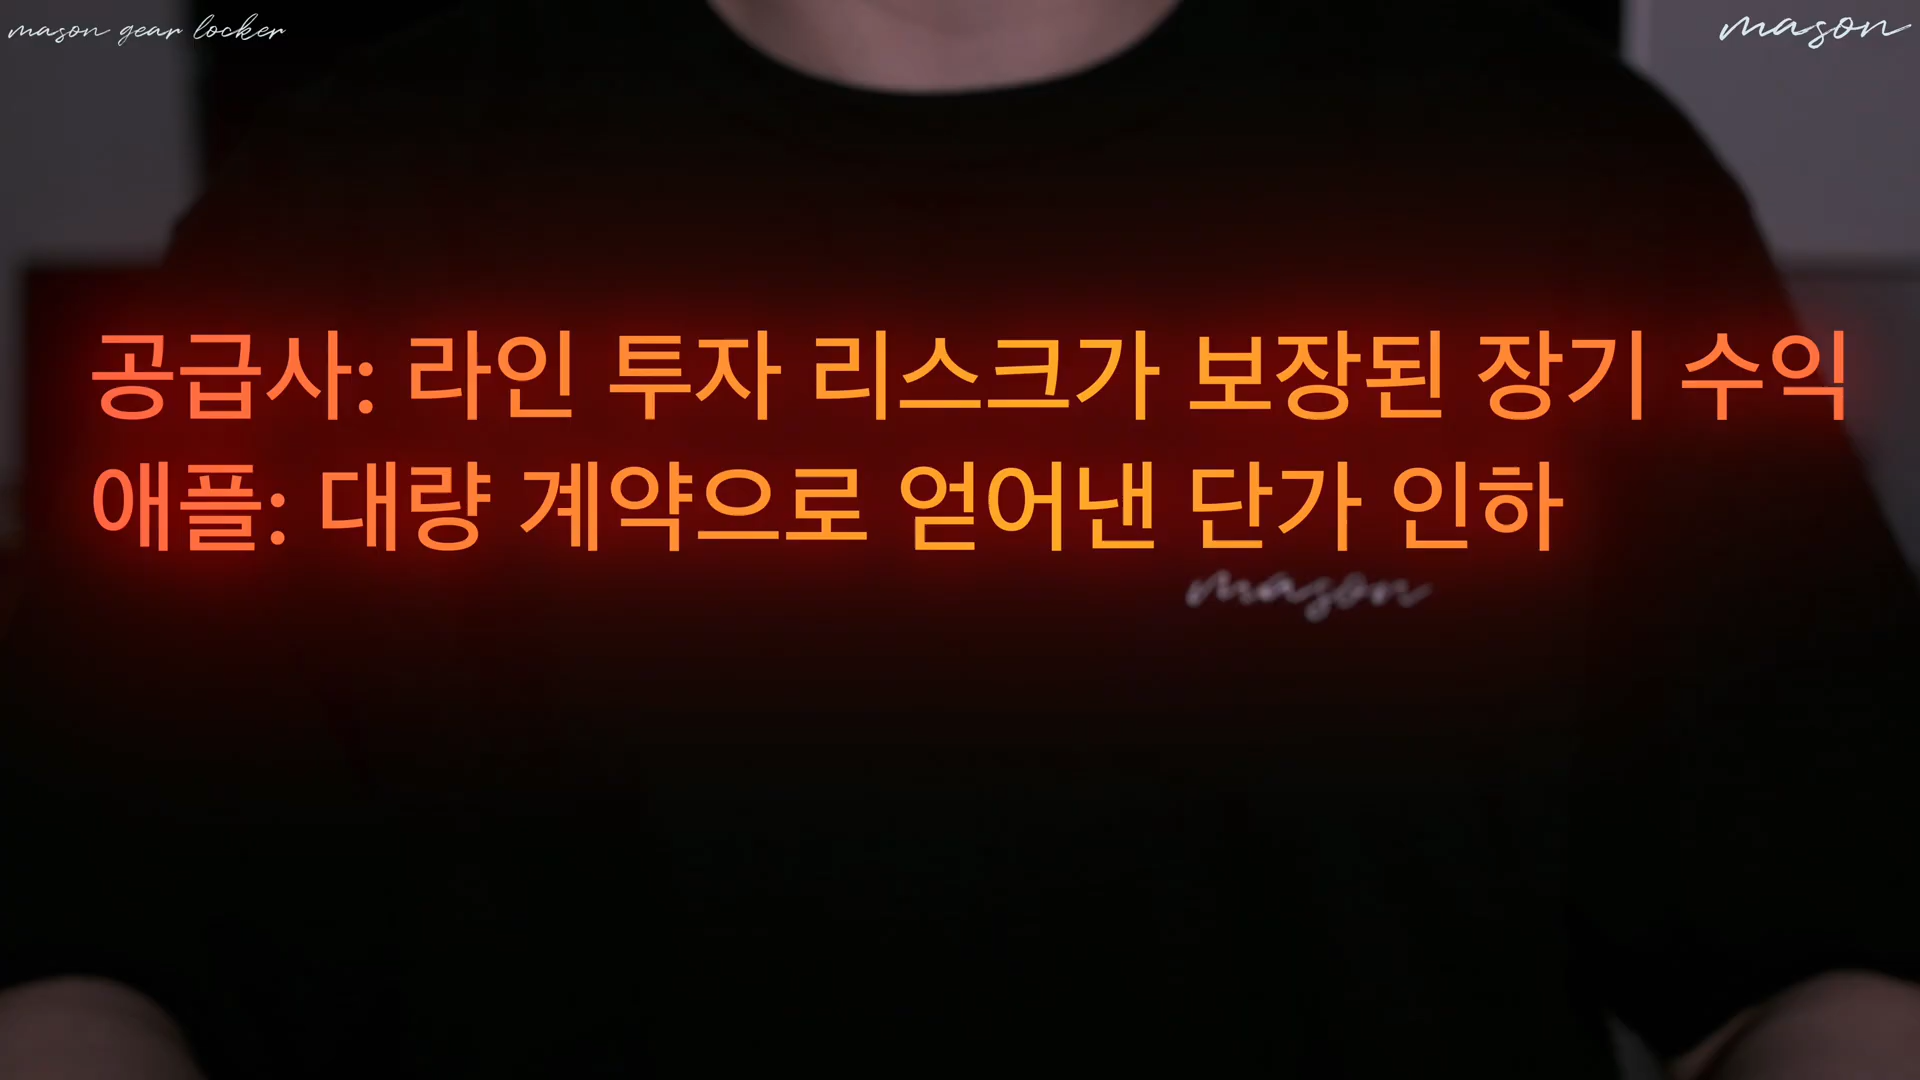 mason gear locker
mason
공급사: 라인 투자 리스크가 보장된 장기 수익
애플: 대량 계약으로 얻어낸 단가 인하
mason